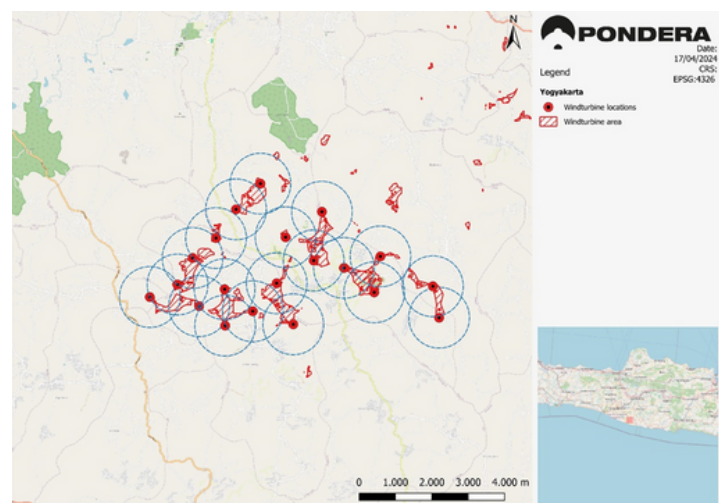 N
PONDERA
Date:
17/04/2024
CRS:
EPSG:4326
Legend
Yogyakarta
Windturbine locations
Windturbine area
0 1.000 2.000 3.000 4.000 m